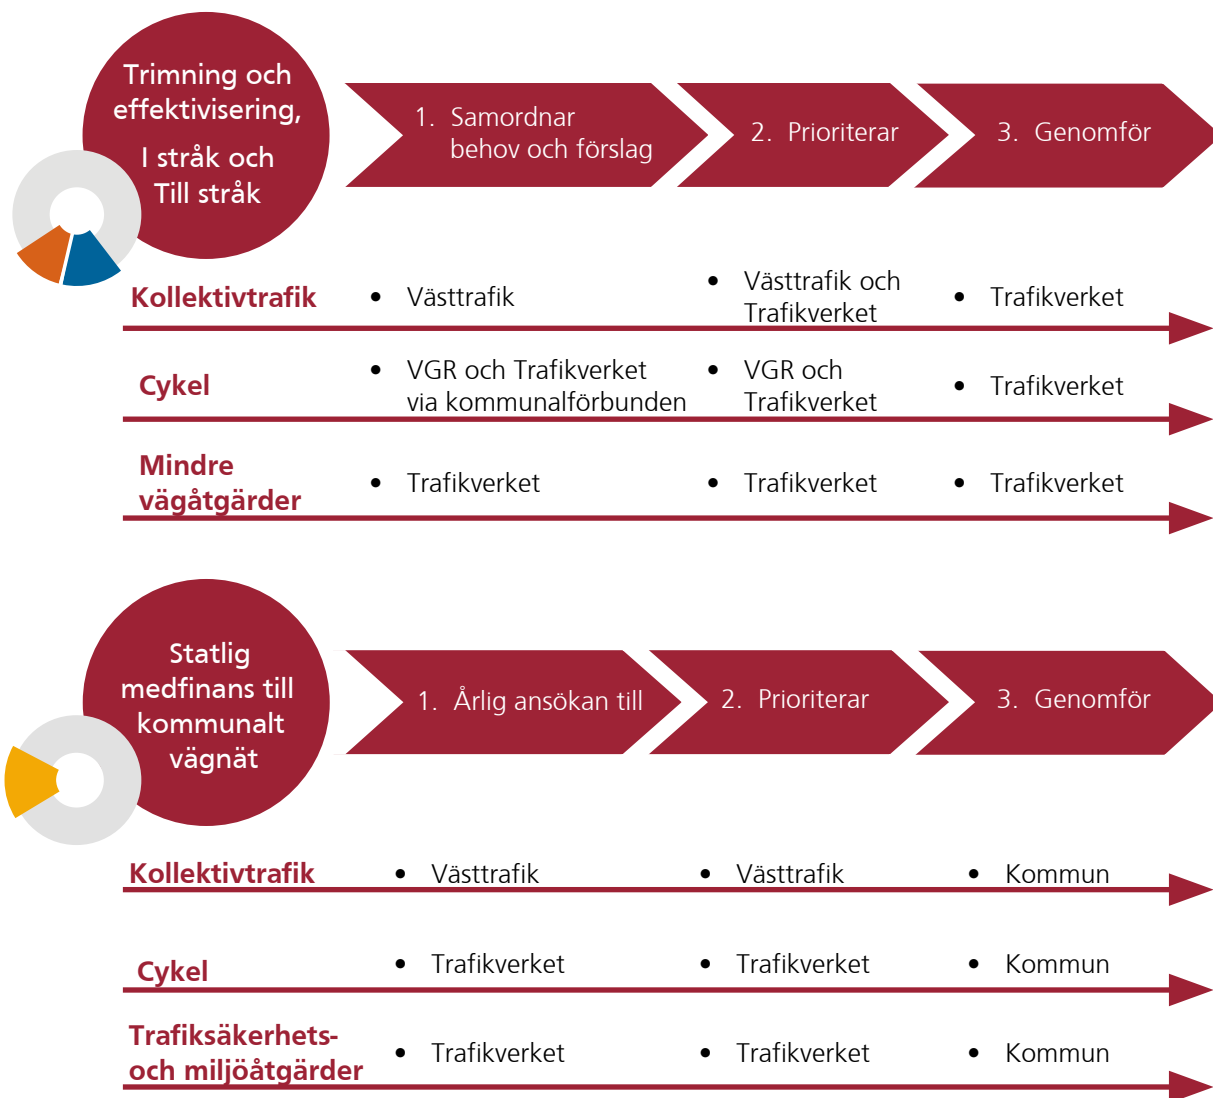 Trimning och
effektivisering,
I stråk och
Till stråk
1. Samordnar
behov och förslag
2. Prioriterar
3. Genomför
Kollektivtrafik
• Västtrafik
• Västtrafik och
Trafikverket
• Trafikverket
Cykel
• VGR och Trafikverket
via kommunalförbunden
• VGR och
Trafikverket
• Trafikverket
Mindre
vägåtgärder
• Trafikverket
• Trafikverket
• Trafikverket
Statlig
medfinans till
kommunalt
vägnät
1. Årlig ansökan till
2. Prioriterar
3. Genomför
Kollektivtrafik
• Västtrafik
• Västtrafik
• Kommun
Cykel
• Trafikverket
• Trafikverket
• Kommun
Trafiksäkerhets-
och miljöåtgärder
• Trafikverket
• Trafikverket
• Kommun